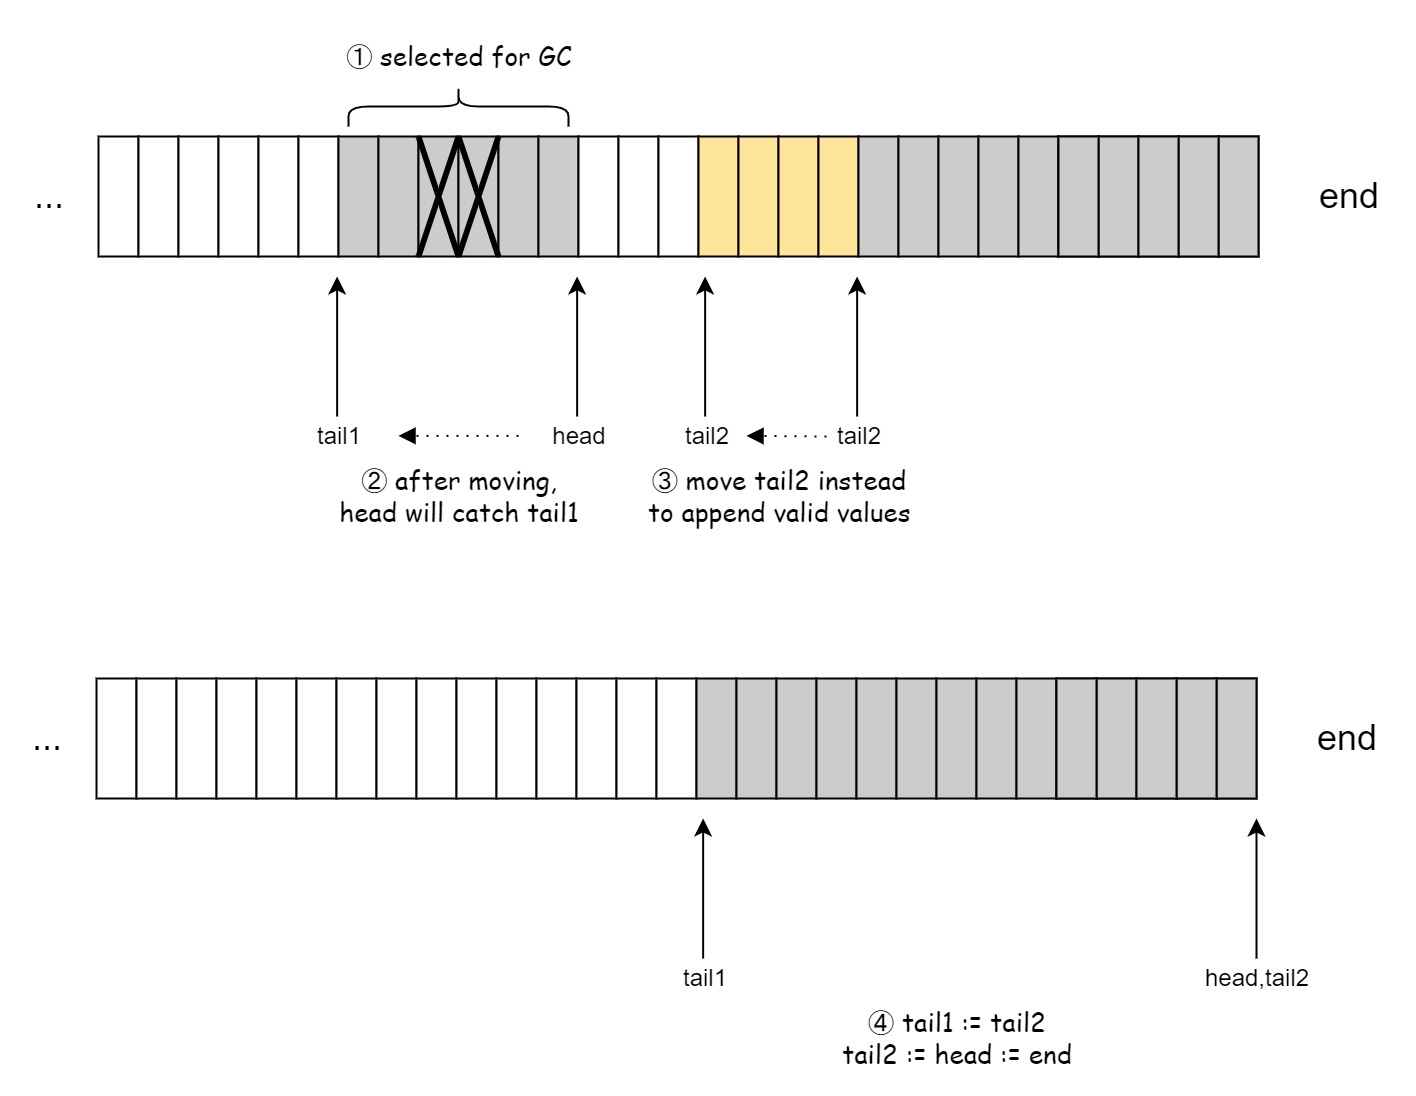 ① selected for GC
...
end
tail1
head
tail2
tail2
② after moving,
head will catch tail1
③ move tail2 instead
to append valid values
...
end
tail1
head,tail2
④ tail1 := tail2
tail2 := head := end